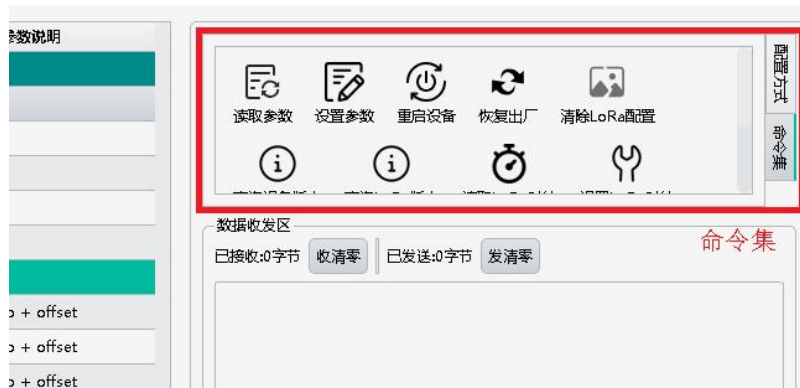 参数说明
o + offset
o + offset
o + offset
读取参数 设置参数 重启设备 恢复出厂 清除LoRa配置
配置方式
命令集
数据收发区
已接收:0字节 收清零 已发送:0字节 发清零
命令集